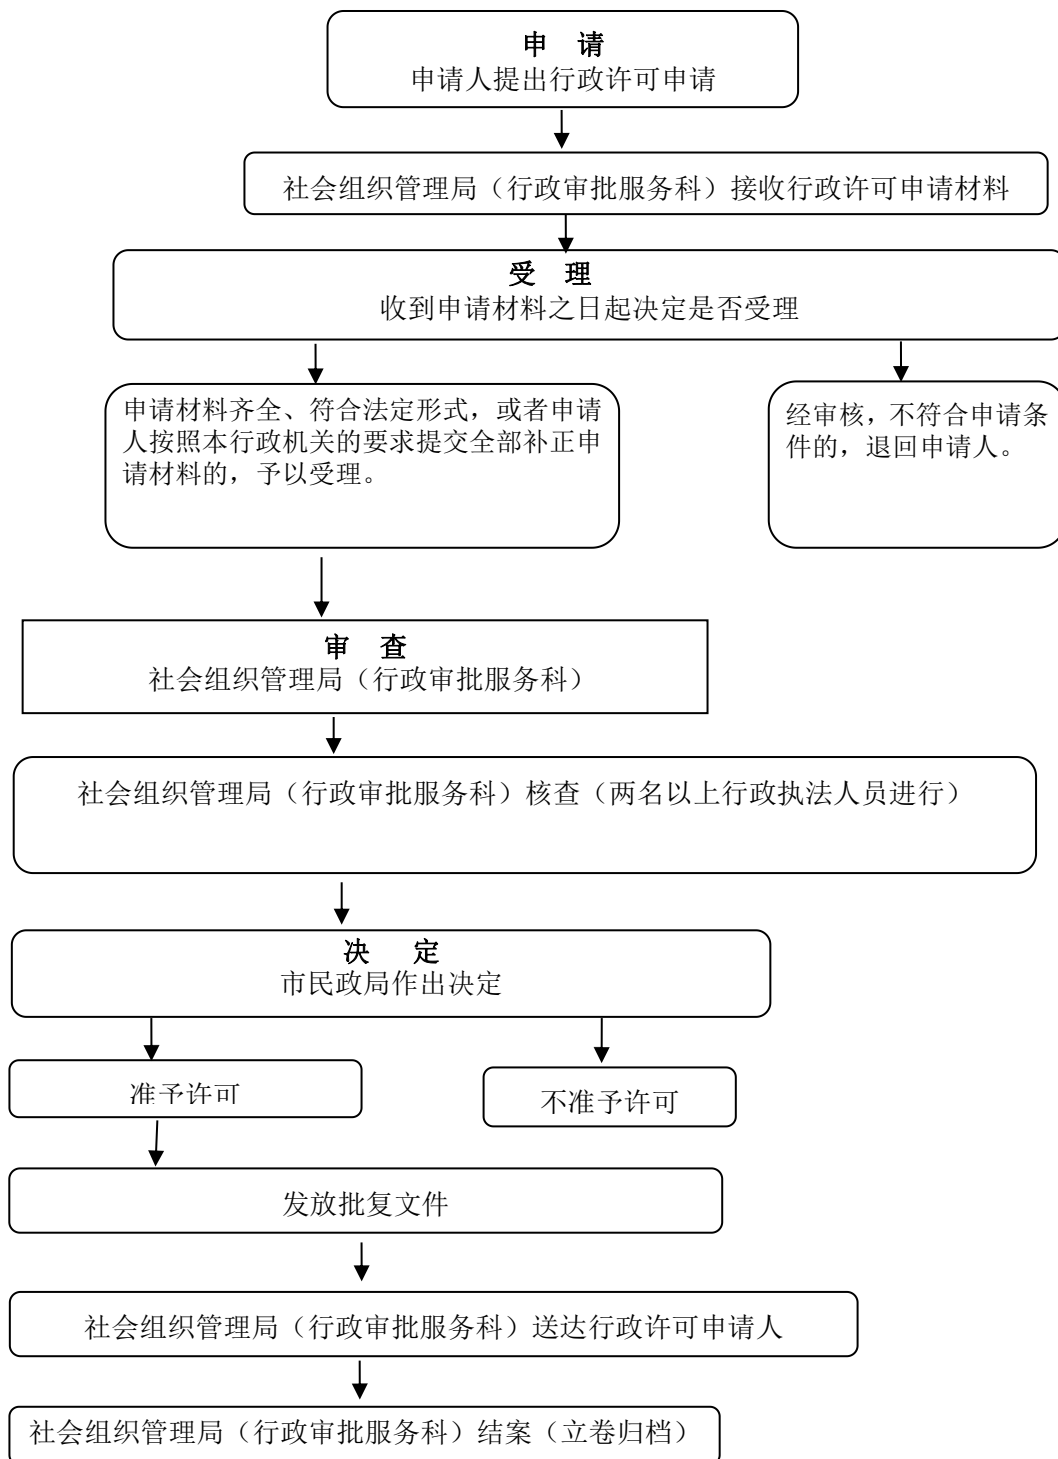 申 请
申请人提出行政许可申请
社会组织管理局（行政审批服务科）接收行政许可申请材料
受 理
收到申请材料之日起决定是否受理
申请材料齐全、符合法定形式，或者申请
人按照本行政机关的要求提交全部补正申
请材料的，予以受理。
经审核，不符合申请条
件的，退回申请人。
审 查
社会组织管理局（行政审批服务科）
社会组织管理局（行政审批服务科）核查（两名以上行政执法人员进行）
决 定
市民政局作出决定
准予许可
不准予许可
发放批复文件
社会组织管理局（行政审批服务科）送达行政许可申请人
社会组织管理局（行政审批服务科）结案（立卷归档）